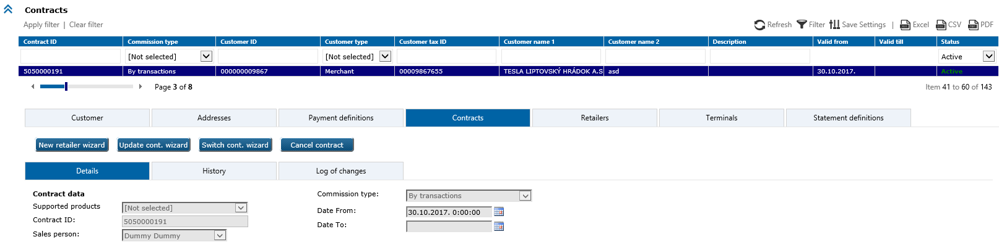 Contracts
Apply filter | Clear filter Refresh Filter Save Settings | Excel CSV PDF
Contract ID Commission type Customer ID Customer type Customer tax ID Customer name 1 Customer name 2 Description Valid from Valid till Status
[Not selected] [Not selected] Active
5050000191 By transactions 000000009867 Merchant 00009867655 TESLA LIPTOVSKÝ HRÁDOK A.S asd 30.10.2017. Active
Page 3 of 8 Item 41 to 60 of 143
Customer Addresses Payment definitions Contracts Retailers Terminals Statement definitions
New retailer wizard Update cont. wizard Switch cont. wizard Cancel contract
Details History Log of changes
Contract data Commission type: By transactions
Supported products [Not selected] Date From: 30.10.2017. 0:00:00
Contract ID: 5050000191 Date To:
Sales person: Dummy Dummy